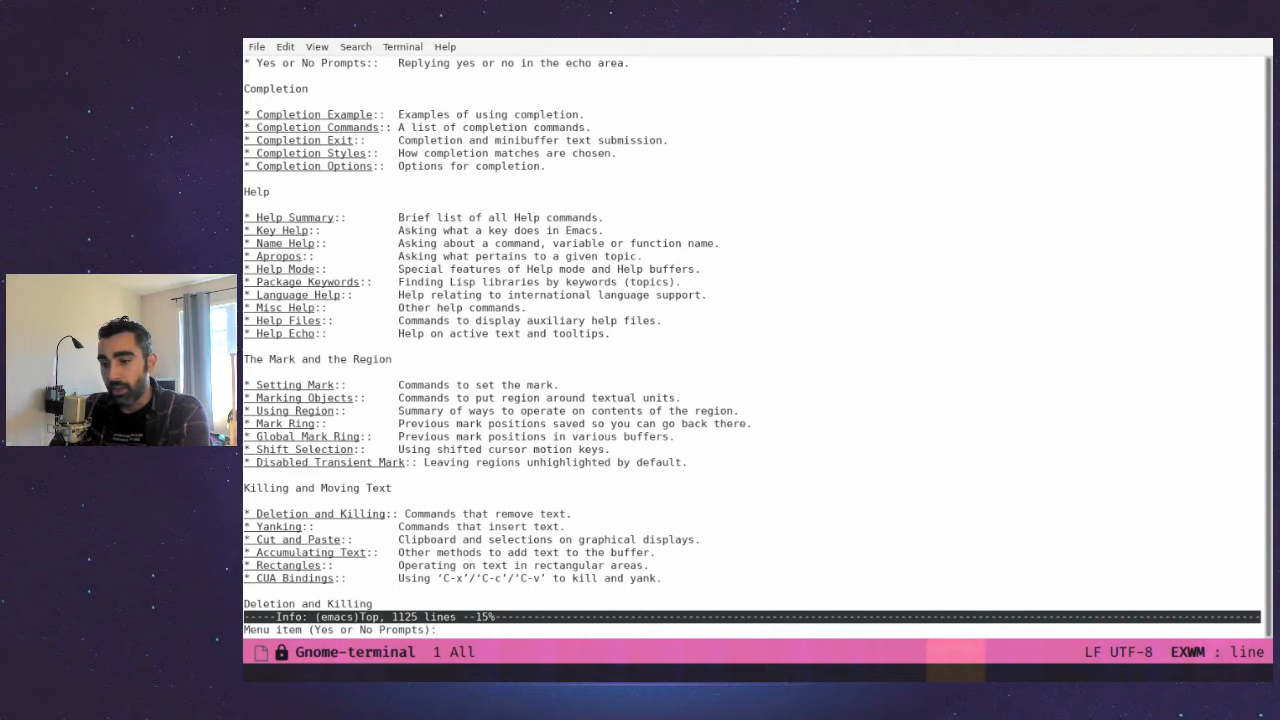 File Edit View Search Terminal Help
* Yes or No Prompts:: Replying yes or no in the echo area.
Completion
* Completion Example:: Examples of using completion.
* Completion Commands:: A list of completion commands.
* Completion Exit:: Completion and minibuffer text submission.
* Completion Styles:: How completion matches are chosen.
* Completion Options:: Options for completion.
Help
* Help Summary:: Brief list of all Help commands.
* Key Help:: Asking what a key does in Emacs.
* Name Help:: Asking about a command, variable or function name.
* Apropos:: Asking what pertains to a given topic.
* Help Mode:: Special features of Help mode and Help buffers.
* Package Keywords:: Finding Lisp libraries by keywords (topics).
* Language Help:: Help relating to international language support.
* Misc Help:: Other help commands.
* Help Files:: Commands to display auxiliary help files.
* Help Echo:: Help on active text and tooltips.
The Mark and the Region
* Setting Mark:: Commands to set the mark.
* Marking Objects:: Commands to put region around textual units.
* Using Region:: Summary of ways to operate on contents of the region.
* Mark Ring:: Previous mark positions saved so you can go back there.
* Global Mark Ring:: Previous mark positions in various buffers.
* Shift Selection:: Using shifted cursor motion keys.
* Disabled Transient Mark:: Leaving regions unhighlighted by default.
Killing and Moving Text
* Deletion and Killing:: Commands that remove text.
* Yanking:: Commands that insert text.
* Cut and Paste:: Clipboard and selections on graphical displays.
* Accumulating Text:: Other methods to add text to the buffer.
* Rectangles:: Operating on text in rectangular areas.
* CUA Bindings:: Using ‘C-x’/‘C-c’/‘C-v’ to kill and yank.
Deletion and Killing
-----Info: (emacs)Top, 1125 lines --15%-----
Menu item (Yes or No Prompts):
Gnome-terminal 1 All LF UTF-8 EXWM : line